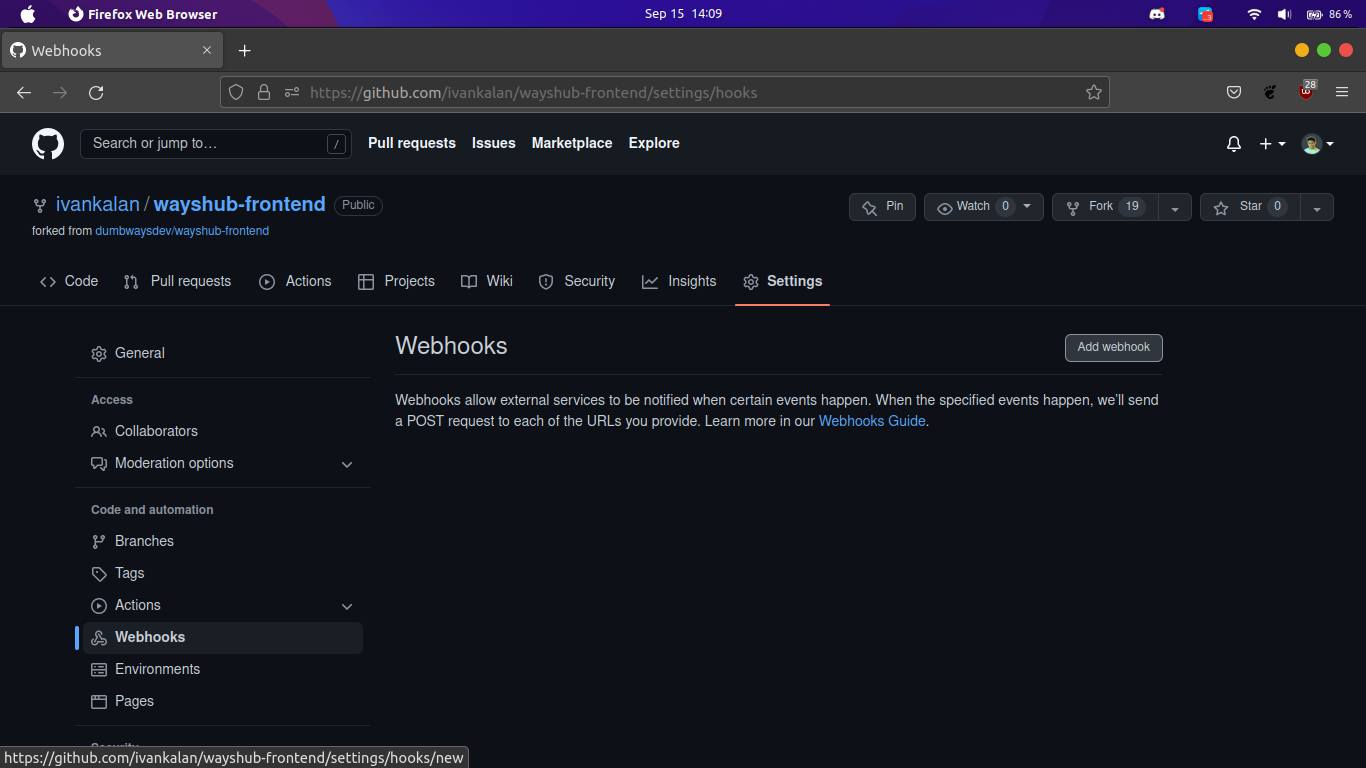 Firefox Web Browser
Sep 15 14:09
3
86 %
Webhooks
https://github.com/ivankalan/wayshub-frontend/settings/hooks
28
Search or jump to…
/
Pull requests
Issues
Marketplace
Explore
ivankalan / wayshub-frontend
Public
Pin
Watch 0
Fork 19
Star 0
forked from dumbwaysdev/wayshub-frontend
Code
Pull requests
Actions
Projects
Wiki
Security
Insights
Settings
General
Access
Collaborators
Moderation options
Code and automation
Branches
Tags
Actions
Webhooks
Environments
Pages
Security
Webhooks
Add webhook
Webhooks allow external services to be notified when certain events happen. When the specified events happen, we'll send
a POST request to each of the URLs you provide. Learn more in our Webhooks Guide.
https://github.com/ivankalan/wayshub-frontend/settings/hooks/new